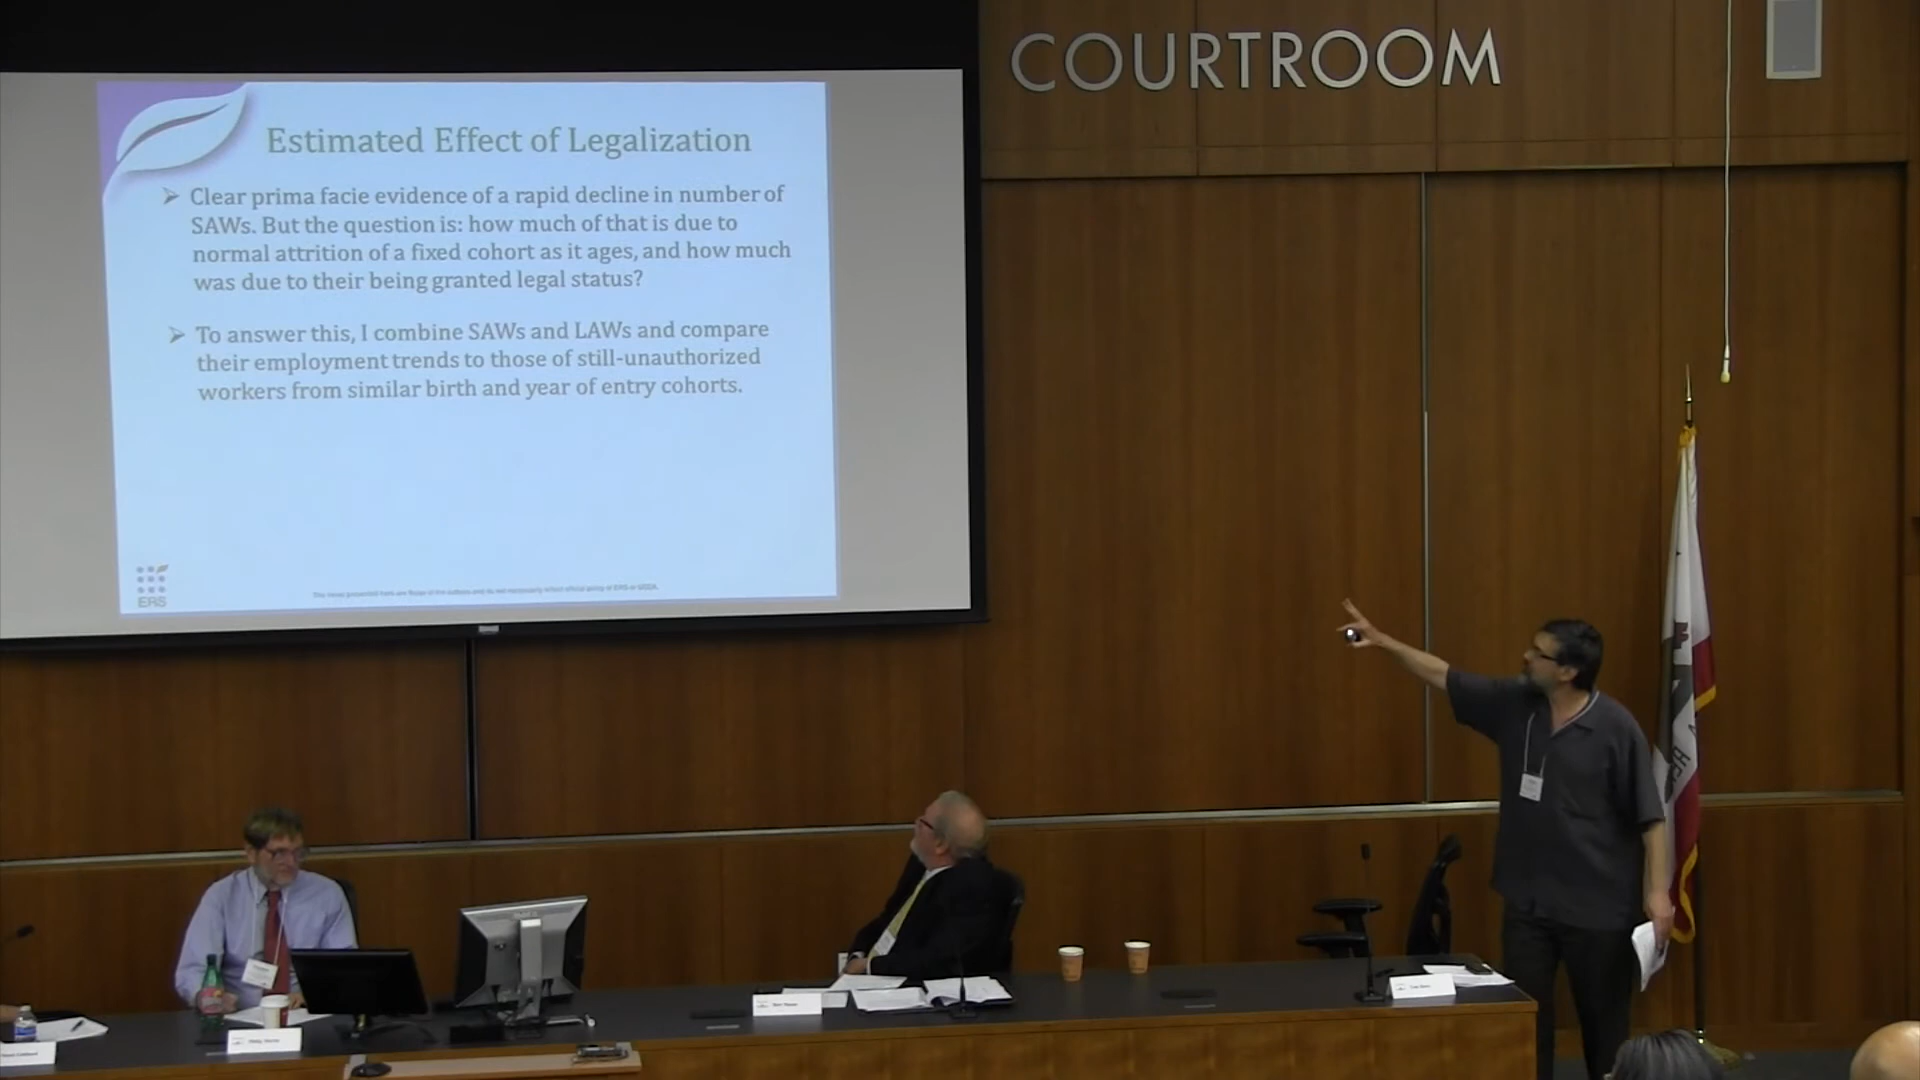 COURTROOM
Estimated Effect of Legalization
➢ Clear prima facie evidence of a rapid decline in number of
SAWs. But the question is: how much of that is due to
normal attrition of a fixed cohort as it ages, and how much
was due to their being granted legal status?
➢ To answer this, I combine SAWs and LAWs and compare
their employment trends to those of still-unauthorized
workers from similar birth and year of entry cohorts.
ERS